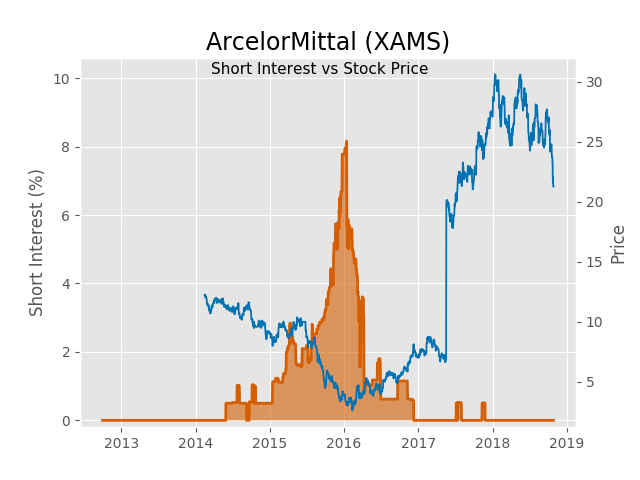 ArcelorMittal (XAMS)
Short Interest vs Stock Price
Short Interest (%)
10
8
6
4
2
0
30
25
20
15
10
5
Price
2013 2014 2015 2016 2017 2018 2019